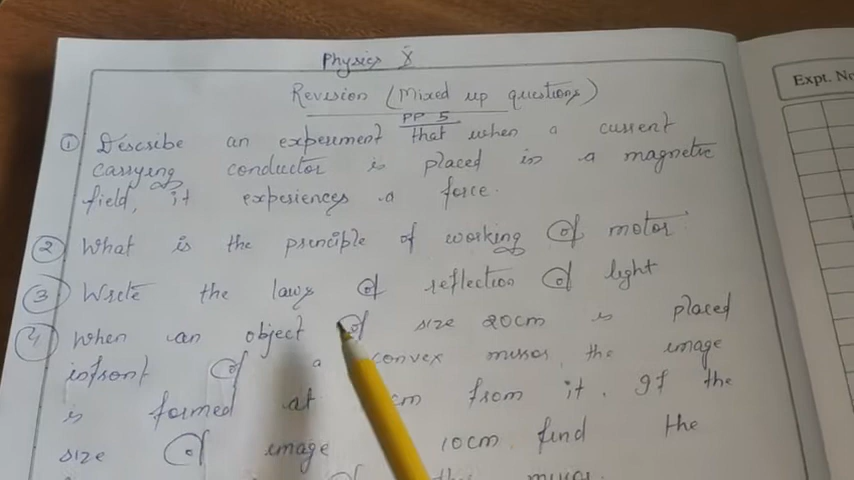 Physics X
Revision (Mixed up questions)
PP 5
① Describe an experiment that when a current
carrying conductor is placed in a magnetic
field, it experiences a force.
② What is the principle of working of motor
③ Write the laws of reflection of light
④ When an object of size 20cm is placed
infront of a convex mirror, the image
is formed at cm from it. If the
size of image 10cm. find the
of the mirror.
Expt. No